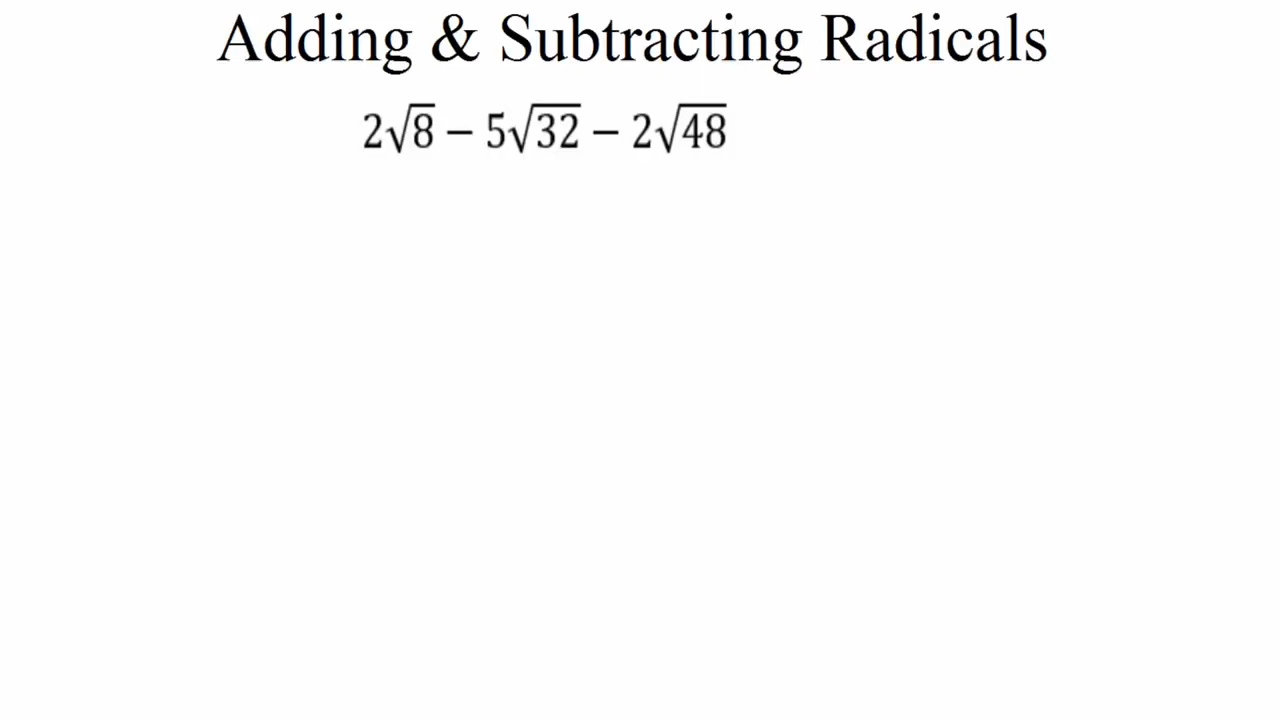 Adding & Subtracting Radicals
2√8 − 5√32 − 2√48